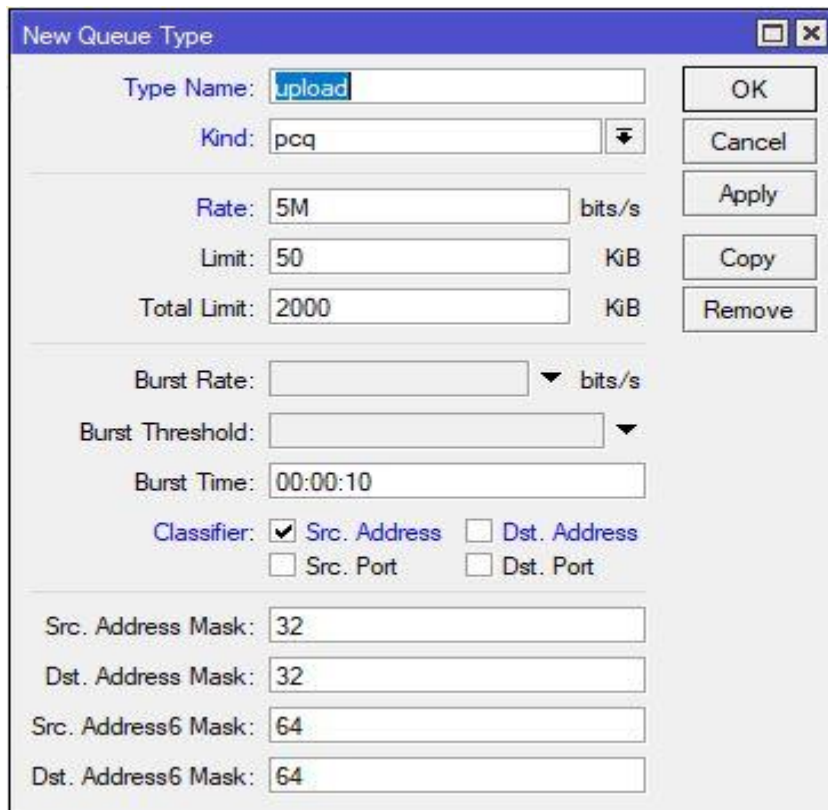 New Queue Type
Type Name: upload
OK
Kind: pcq
Cancel
Rate: 5M bits/s
Apply
Limit: 50 KiB
Copy
Total Limit: 2000 KiB
Remove
Burst Rate: bits/s
Burst Threshold:
Burst Time: 00:00:10
Classifier: Src. Address Dst. Address
Src. Port Dst. Port
Src. Address Mask: 32
Dst. Address Mask: 32
Src. Address6 Mask: 64
Dst. Address6 Mask: 64